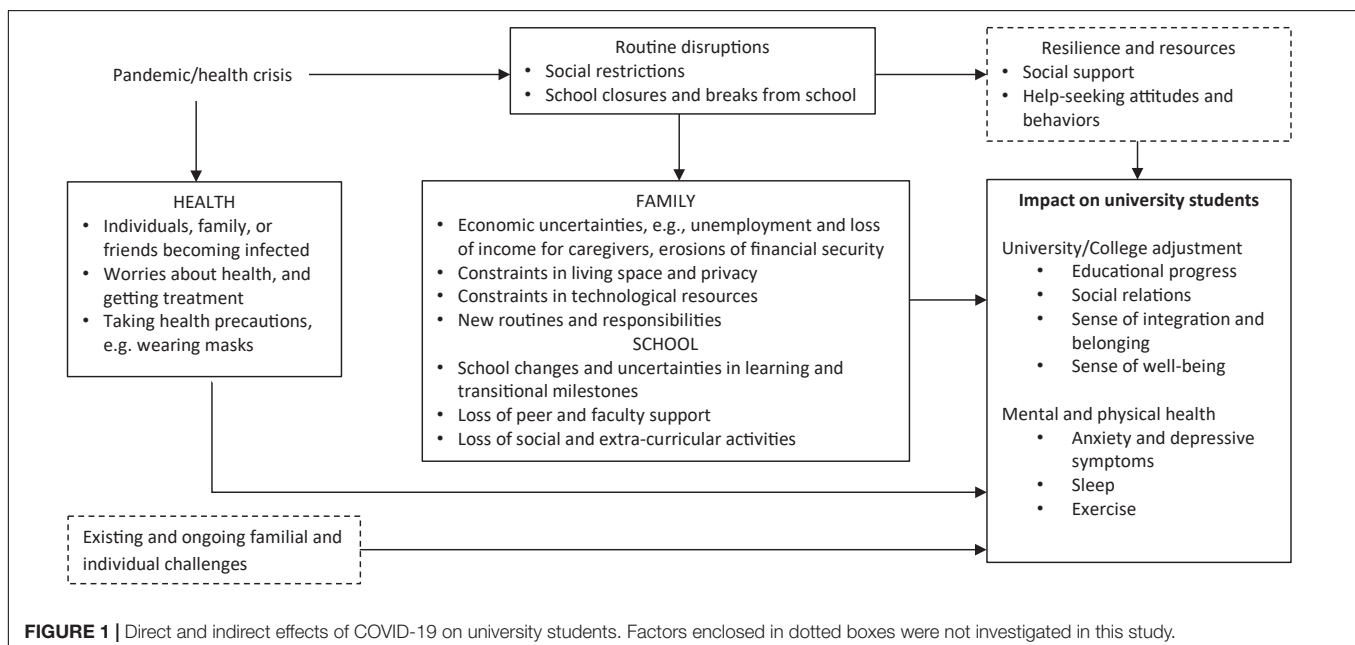 Pandemic/health crisis
Routine disruptions
• Social restrictions
• School closures and breaks from school
Resilience and resources
• Social support
• Help-seeking attitudes and
behaviors
HEALTH
• Individuals, family, or
friends becoming infected
• Worries about health, and
getting treatment
• Taking health precautions,
e.g. wearing masks
FAMILY
• Economic uncertainties, e.g., unemployment and
loss of income for caregivers, erosions of financial security
• Constraints in living space and privacy
• Constraints in technological resources
• New routines and responsibilities
SCHOOL
• School changes and uncertainties in learning and
transitional milestones
• Loss of peer and faculty support
• Loss of social and extra-curricular activities
Impact on university students
University/College adjustment
• Educational progress
• Social relations
• Sense of integration and
belonging
• Sense of well-being
Mental and physical health
• Anxiety and depressive
symptoms
• Sleep
• Exercise
Existing and ongoing familial and
individual challenges
FIGURE 1 | Direct and indirect effects of COVID-19 on university students. Factors enclosed in dotted boxes were not investigated in this study.